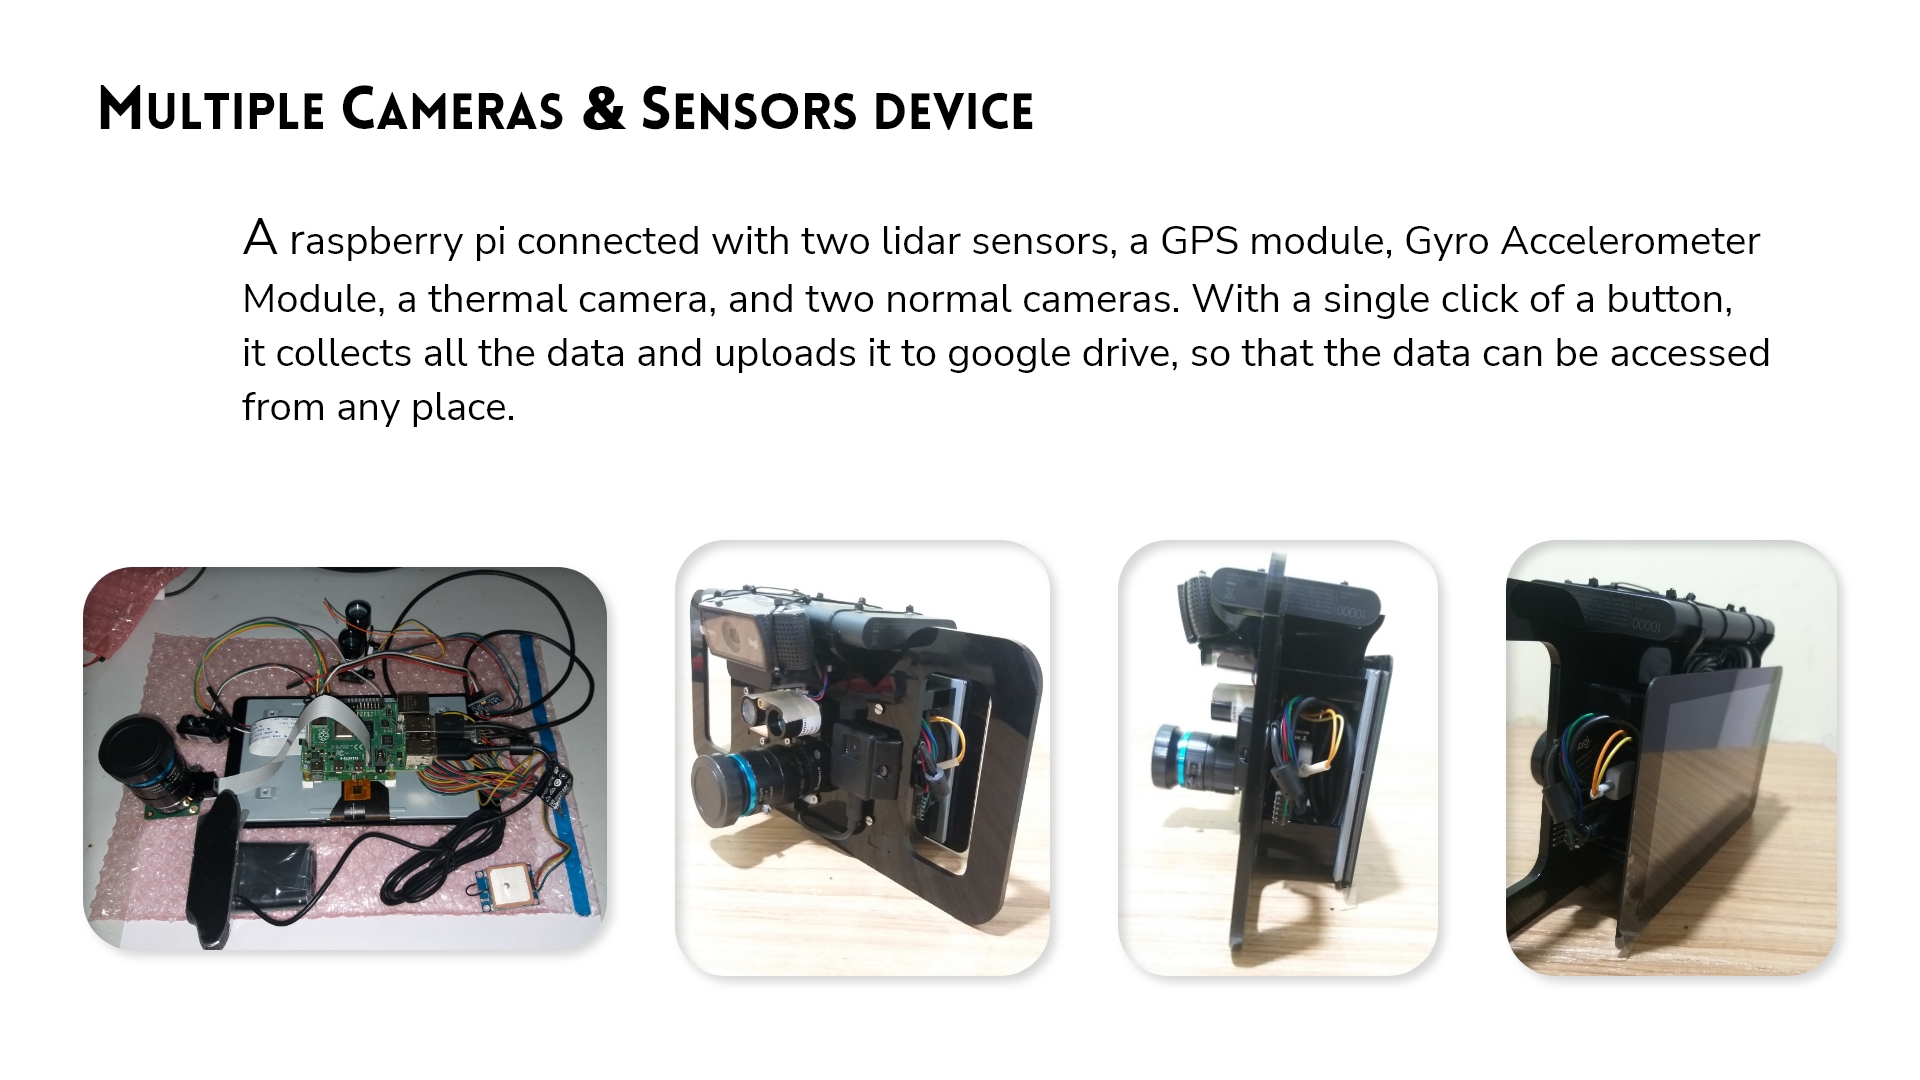 Multiple Cameras & Sensors device
A raspberry pi connected with two lidar sensors, a GPS module, Gyro Accelerometer
Module, a thermal camera, and two normal cameras. With a single click of a button,
it collects all the data and uploads it to google drive, so that the data can be accessed
from any place.
10000
10000